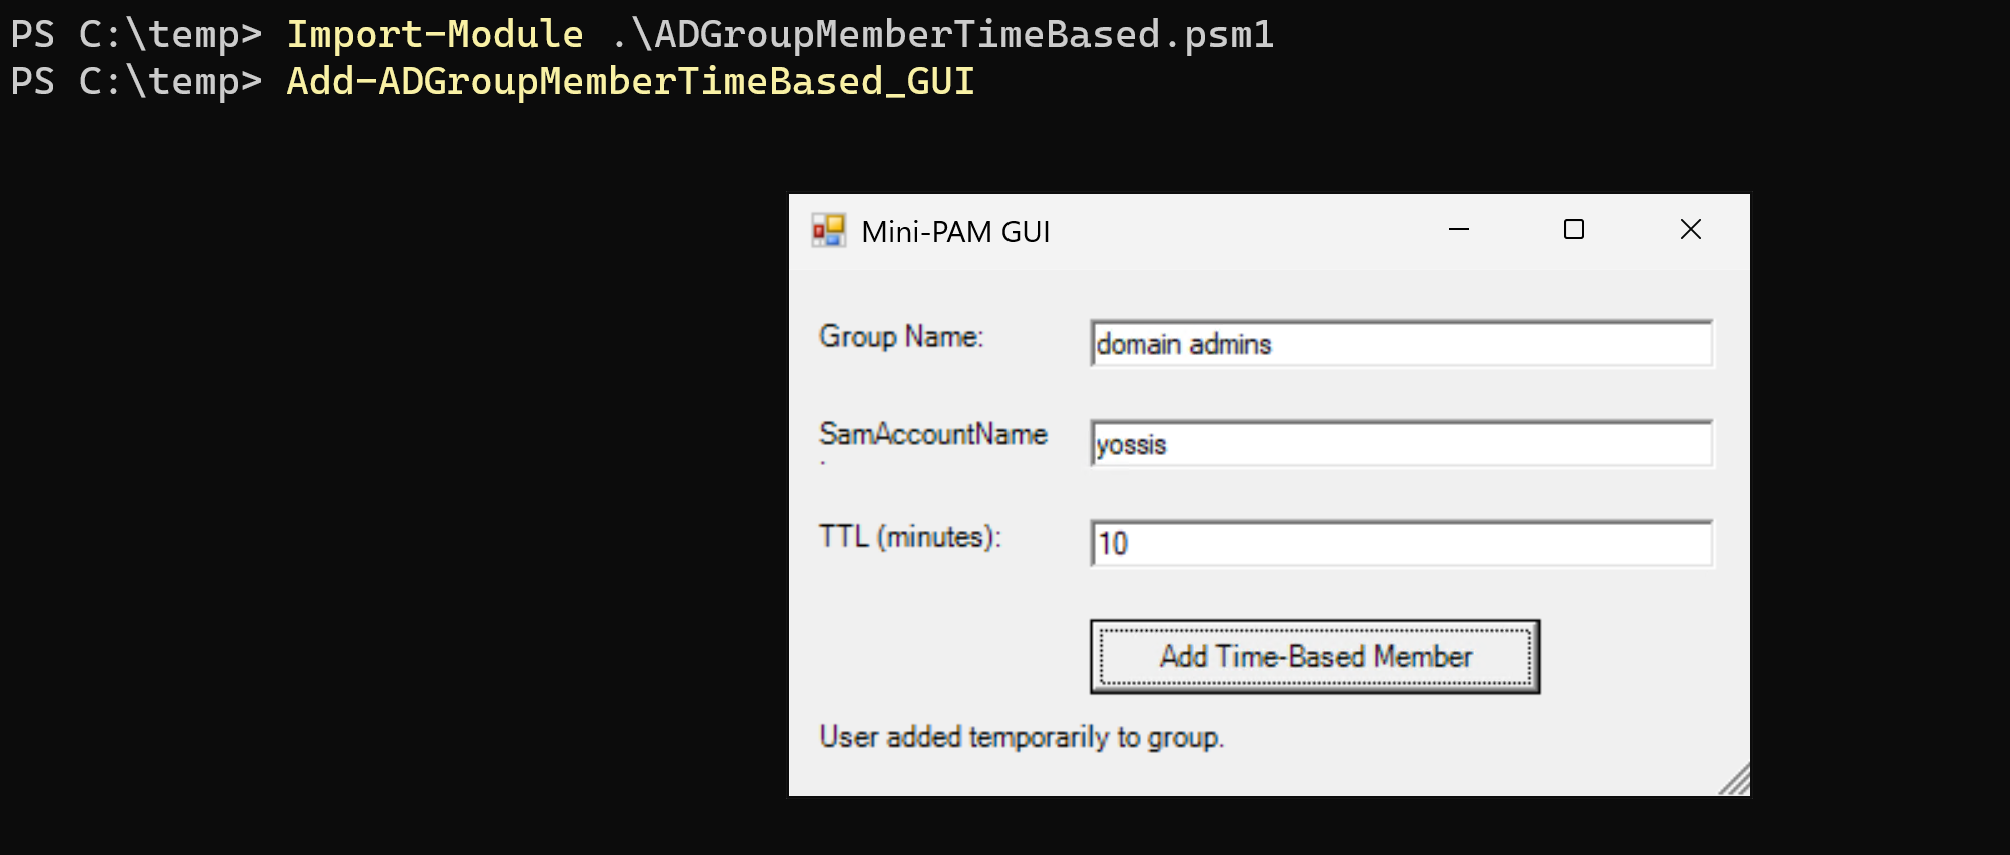 PS C:\temp> Import-Module .\ADGroupMemberTimeBased.psm1
PS C:\temp> Add-ADGroupMemberTimeBased_GUI
Mini-PAM GUI
Group Name: domain admins
SamAccountName: yossis
TTL (minutes): 10
Add Time-Based Member
User added temporarily to group.